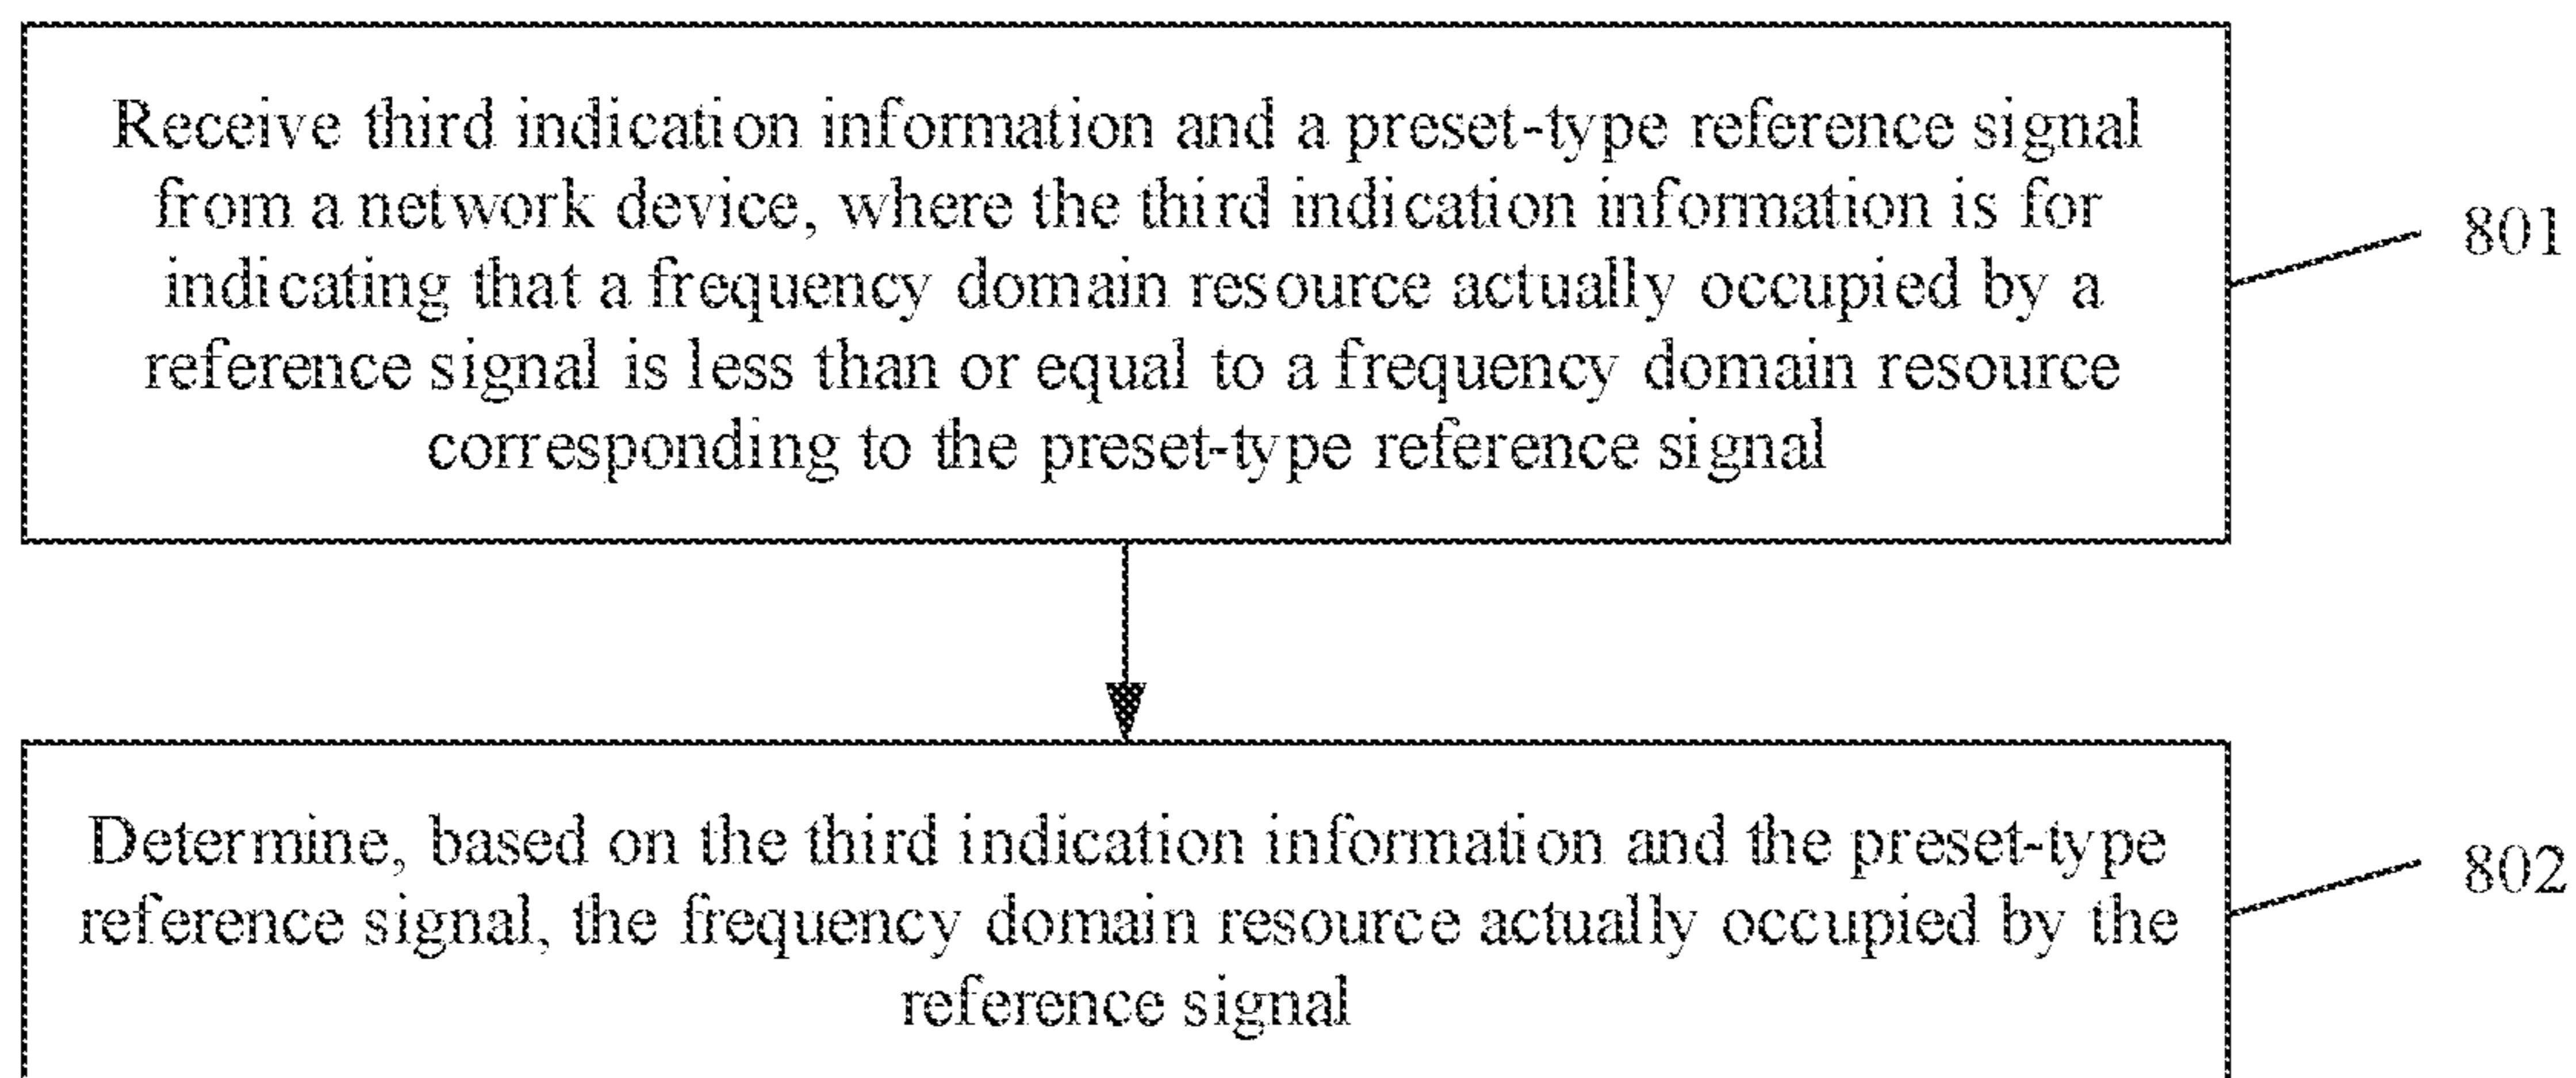 Receive third indication information and a preset-type reference signal
from a network device, where the third indication information is for
indicating that a frequency domain resource actually occupied by a
reference signal is less than or equal to a frequency domain resource
corresponding to the preset-type reference signal
801
Determine, based on the third indication information and the preset-type
reference signal, the frequency domain resource actually occupied by the
reference signal
802